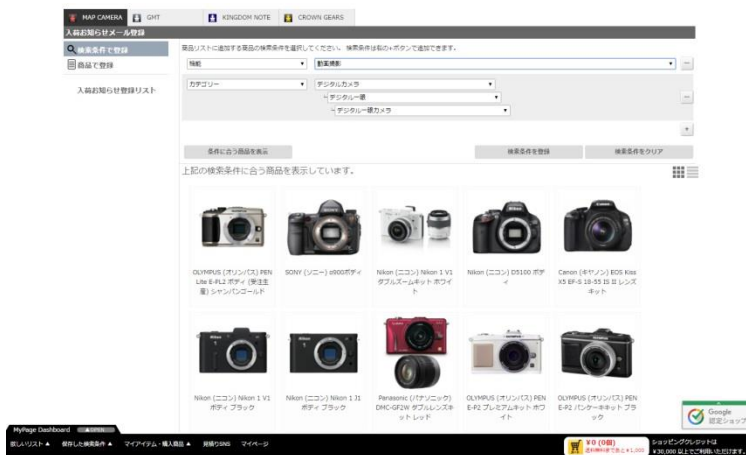 MAP CAMERA
GMT
KINGDOM NOTE
CROWN GEARS
入荷お知らせメール登録
検索条件で登録
商品で登録
入荷お知らせ登録リスト
商品リストに追加する商品の検索条件を選択してください。 検索条件は右の+ボタンで追加できます。
機能
動画撮影
カテゴリー
デジタルカメラ
デジタル一眼
デジタル一眼カメラ
条件に合う商品を表示
検索条件を登録
検索条件をクリア
上記の検索条件に合う商品を表示しています。
OLYMPUS (オリンパス) PEN
Lite E-PL2 ボディ (受注生
産) シャンパンゴールド
SONY (ソニー) α900ボディ
Nikon (ニコン) Nikon 1 V1
ダブルズームキット ホワイ
ト
Nikon (ニコン) D5100 ボデ
ィ
Canon (キヤノン) EOS Kiss
X5 EF-S 18-55 IS II レンズ
キット
Nikon (ニコン) Nikon 1 V1
ボディ ブラック
Nikon (ニコン) Nikon 1 J1
ボディ ブラック
Panasonic (パナソニック)
DMC-GF2W ダブルレンズキ
ット レッド
OLYMPUS (オリンパス) PEN
E-P2 プレミアムキット ホワ
イト
OLYMPUS (オリンパス) PEN
E-P2 パンケーキキット ブラ
ック
Google
認定ショップ
MyPage Dashboard ▲OPEN
欲しいリスト ▲
保存した検索条件 ▲
マイアイテム・購入商品 ▲
見積りSNS
マイページ
¥0 (0個)
送料無料まであと¥1,000
ショッピングクレジットは
¥30,000 以上でご利用いただけます。